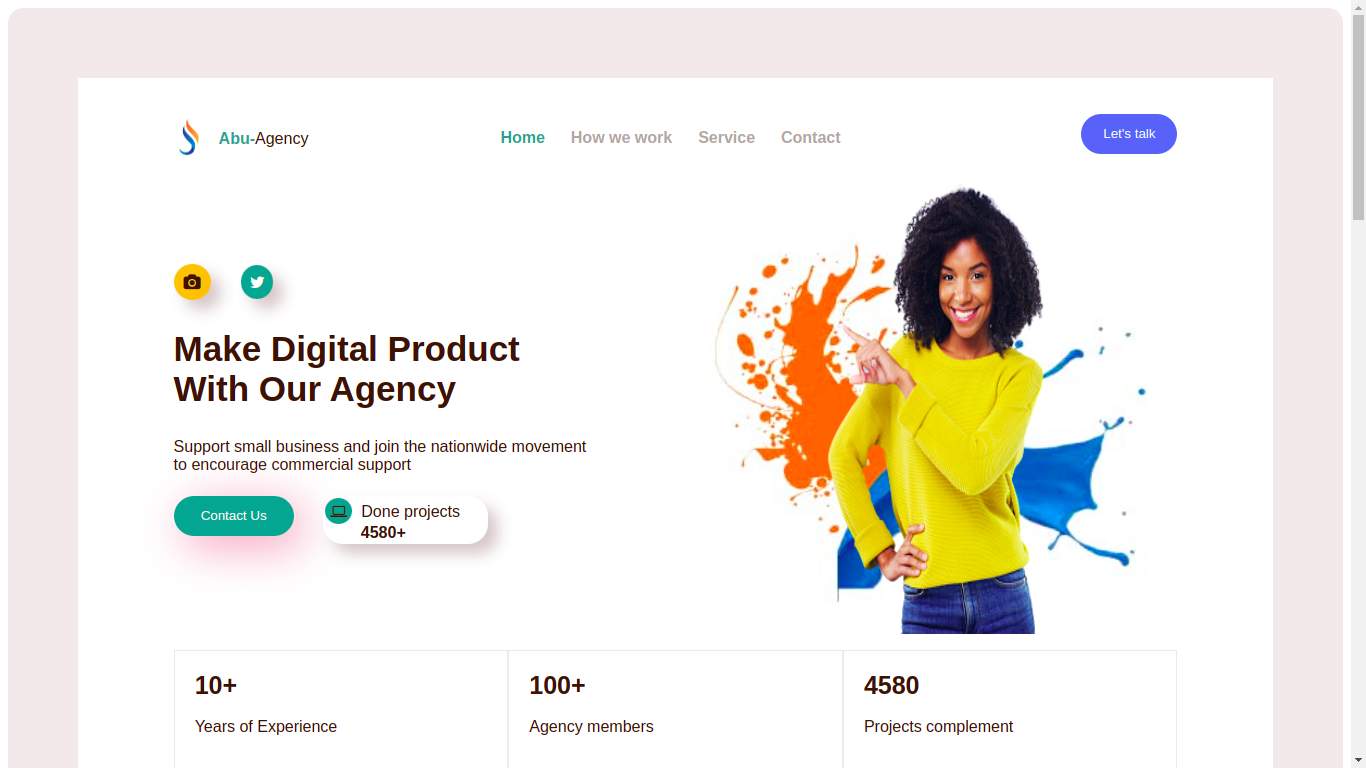 Abu-Agency
Home How we work Service Contact
Let's talk
Make Digital Product
With Our Agency
Support small business and join the nationwide movement
to encourage commercial support
Contact Us
Done projects
4580+
10+
Years of Experience
100+
Agency members
4580
Projects complement